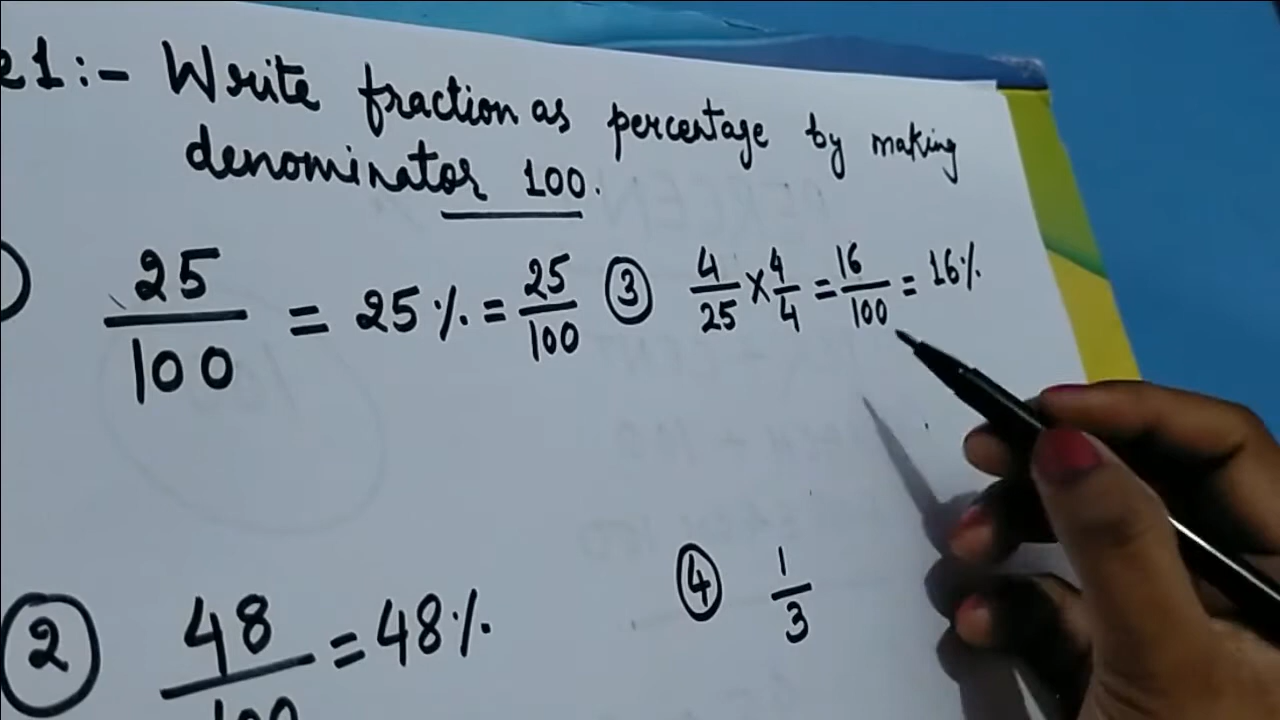 e1:- Write fraction as percentage by making
denominator 100.
25/100 = 25% = 25/100
③ 4/25 × 4/4 = 16/100 = 16%
② 48/100 = 48%
④ 1/3